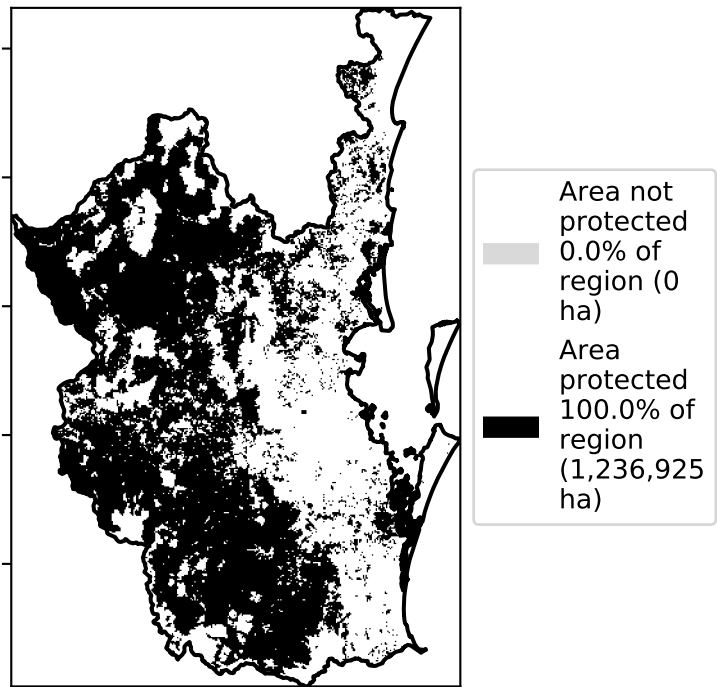 Area not
protected
0.0% of
region (0
ha)
Area
protected
100.0% of
region
(1,236,925
ha)